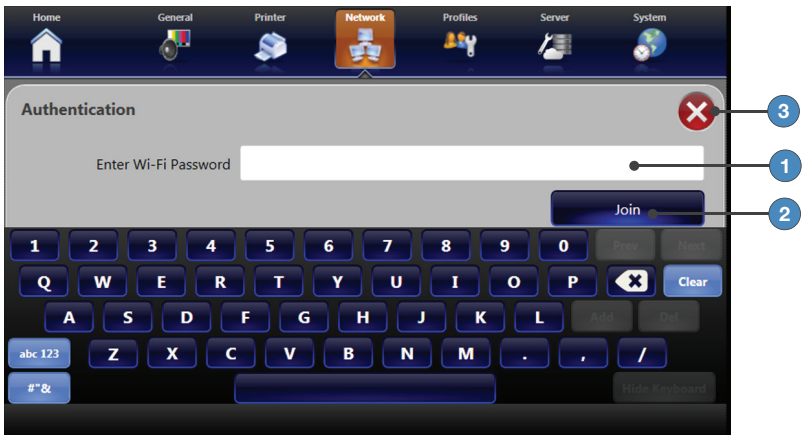 Home General Printer Network Profiles Server System
Authentication
3
Enter Wi-Fi Password
1
Join
2
1 2 3 4 5 6 7 8 9 0 Prev Next
Q W E R T Y U I O P Clear
A S D F G H J K L Add Del
abc 123 Z X C V B N M . , /
#"& Hide Keyboard